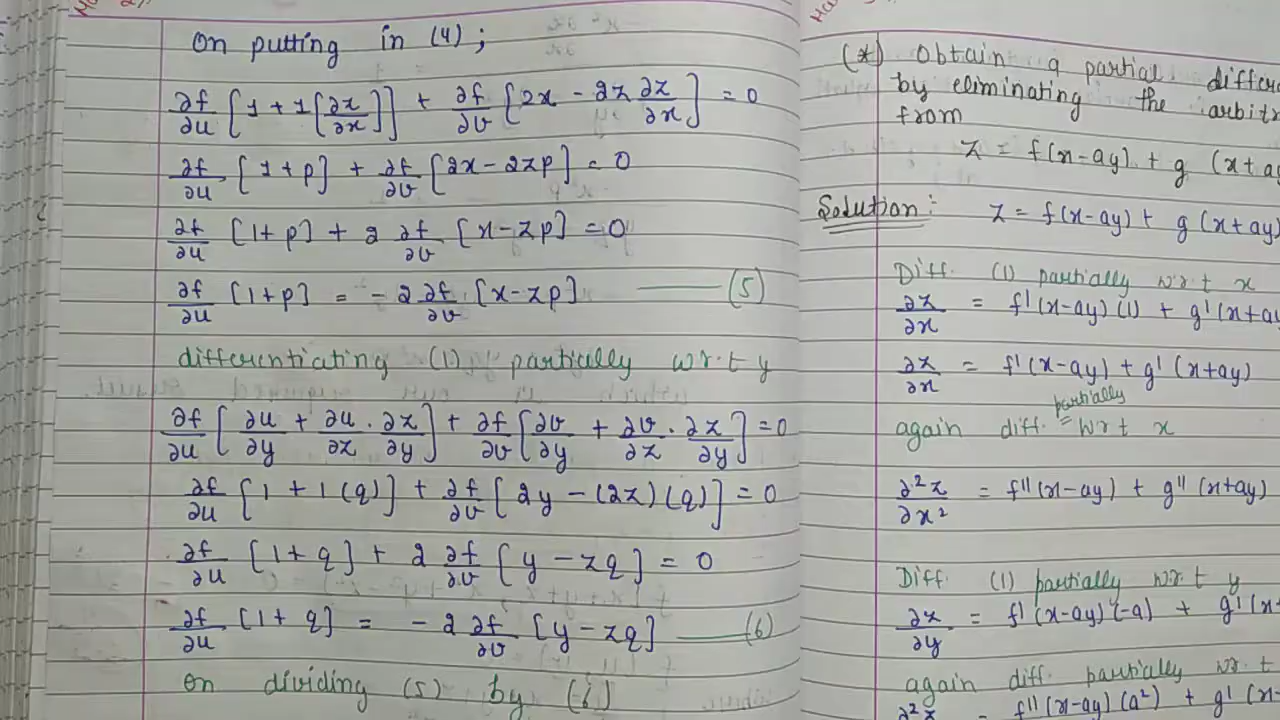 On putting in (4);
∂f/∂u [1 + 1[∂z/∂x]] + ∂f/∂v [2x - 2z ∂z/∂x] = 0
∂f/∂u [1 + p] + ∂f/∂v [2x - 2zp] = 0
∂f/∂u [1+p] + 2 ∂f/∂v [x - zp] = 0
∂f/∂u [1+p] = - 2 ∂f/∂v [x - zp] —— (5)
differentiating (1) partially w.r.t y
∂f/∂u [∂u/∂y + ∂u/∂z . ∂z/∂y] + ∂f/∂v [∂v/∂y + ∂v/∂z . ∂z/∂y] = 0
∂f/∂u [1 + 1(q)] + ∂f/∂v [2y - (2z)(q)] = 0
∂f/∂u [1+q] + 2 ∂f/∂v [y - zq] = 0
∂f/∂u [1+q] = - 2 ∂f/∂v [y - zq] —— (6)
On dividing (5) by (6)
(*) Obtain a partial differe
by eliminating the arbitr
from
z = f(x-ay) + g (x+a
Solution: z = f(x-ay) + g (x+ay)
Diff. (1) partially w.r.t x
∂z/∂x = f'(x-ay)(1) + g'(x+ay
∂z/∂x = f'(x-ay) + g'(x+ay)
again diff. partially w.r.t x
∂²z/∂x² = f''(x-ay) + g''(x+ay)
Diff. (1) partially w.r.t y
∂z/∂y = f'(x-ay)(-a) + g'(x+
again diff. partially w.r.t
∂²z = f''(x-ay)(a²) + g'(x-